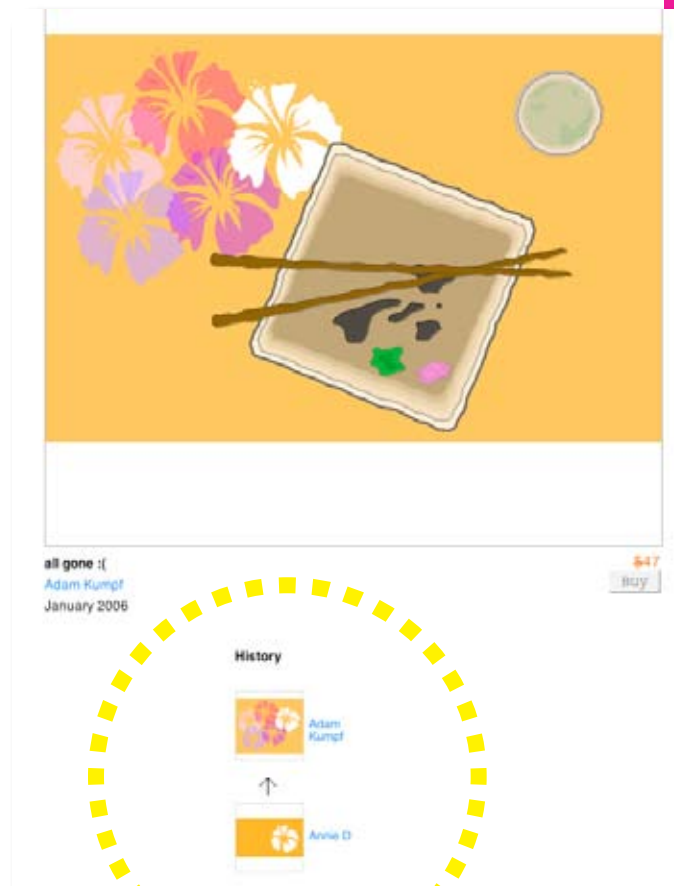 all gone :(
Adam Kumpf
January 2006
$47
Buy
History
Adam
Kumpf
Annie D